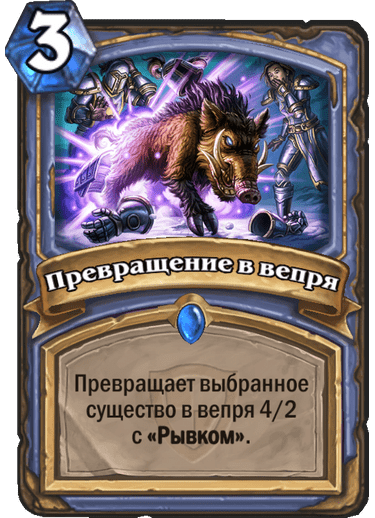 3
Превращение в вепря
Превращает выбранное
существо в вепря 4/2
с «Рывком».